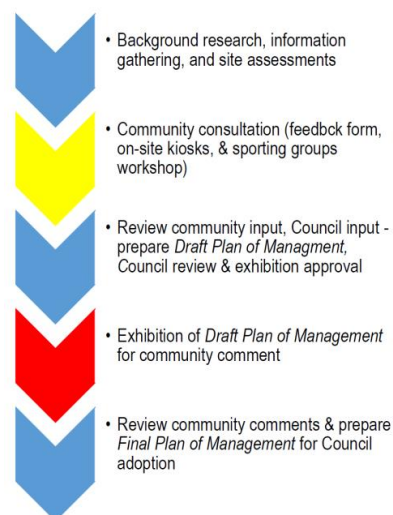 • Background research, information
gathering, and site assessments
• Community consultation (feedbck form,
on-site kiosks, & sporting groups
workshop)
• Review community input, Council input -
prepare Draft Plan of Managment,
Council review & exhibition approval
• Exhibition of Draft Plan of Management
for community comment
• Review community comments & prepare
Final Plan of Management for Council
adoption